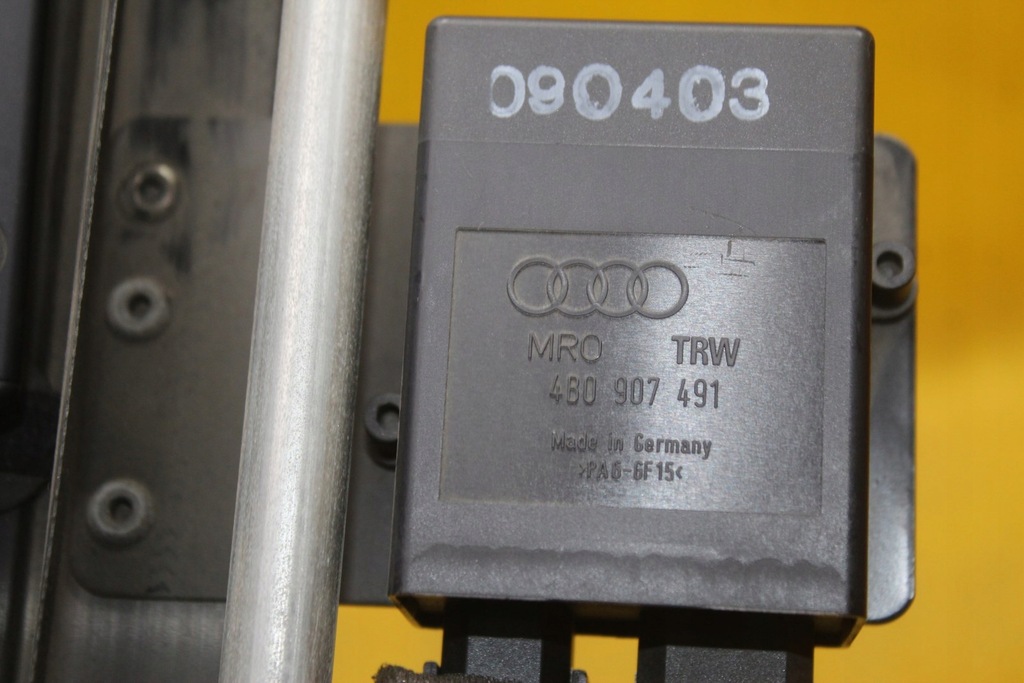 090403
MRO TRW
4B0 907 491
Made in Germany
>PA6-GF15<